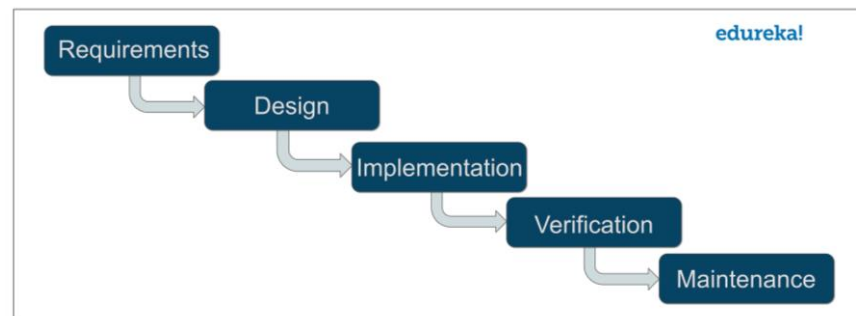 edureka!
Requirements
Design
Implementation
Verification
Maintenance